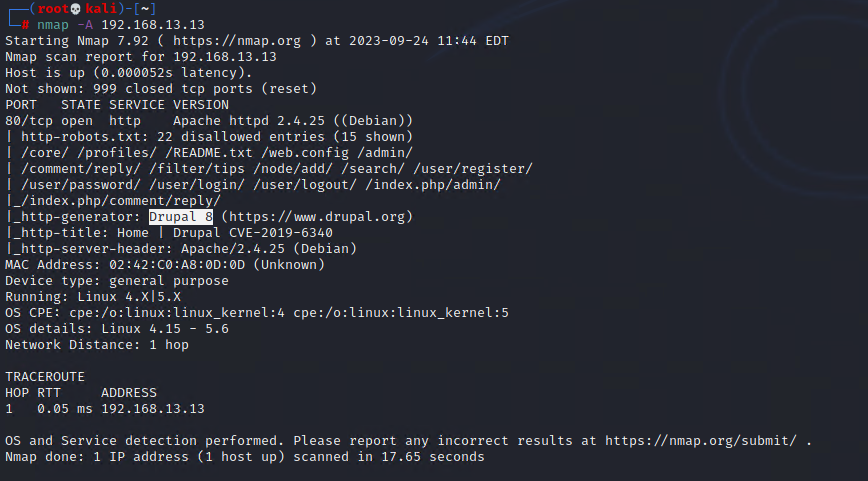 ┌──(root💀kali)-[~]
└─# nmap -A 192.168.13.13
Starting Nmap 7.92 ( https://nmap.org ) at 2023-09-24 11:44 EDT
Nmap scan report for 192.168.13.13
Host is up (0.000052s latency).
Not shown: 999 closed tcp ports (reset)
PORT   STATE SERVICE VERSION
80/tcp open  http    Apache httpd 2.4.25 ((Debian))
| http-robots.txt: 22 disallowed entries (15 shown)
| /core/ /profiles/ /README.txt /web.config /admin/
| /comment/reply/ /filter/tips /node/add/ /search/ /user/register/
| /user/password/ /user/login/ /user/logout/ /index.php/admin/
|_/index.php/comment/reply/
|_http-generator: Drupal 8 (https://www.drupal.org)
|_http-title: Home | Drupal CVE-2019-6340
|_http-server-header: Apache/2.4.25 (Debian)
MAC Address: 02:42:C0:A8:0D:0D (Unknown)
Device type: general purpose
Running: Linux 4.X|5.X
OS CPE: cpe:/o:linux:linux_kernel:4 cpe:/o:linux:linux_kernel:5
OS details: Linux 4.15 - 5.6
Network Distance: 1 hop

TRACEROUTE
HOP RTT     ADDRESS
1   0.05 ms 192.168.13.13

OS and Service detection performed. Please report any incorrect results at https://nmap.org/submit/ .
Nmap done: 1 IP address (1 host up) scanned in 17.65 seconds